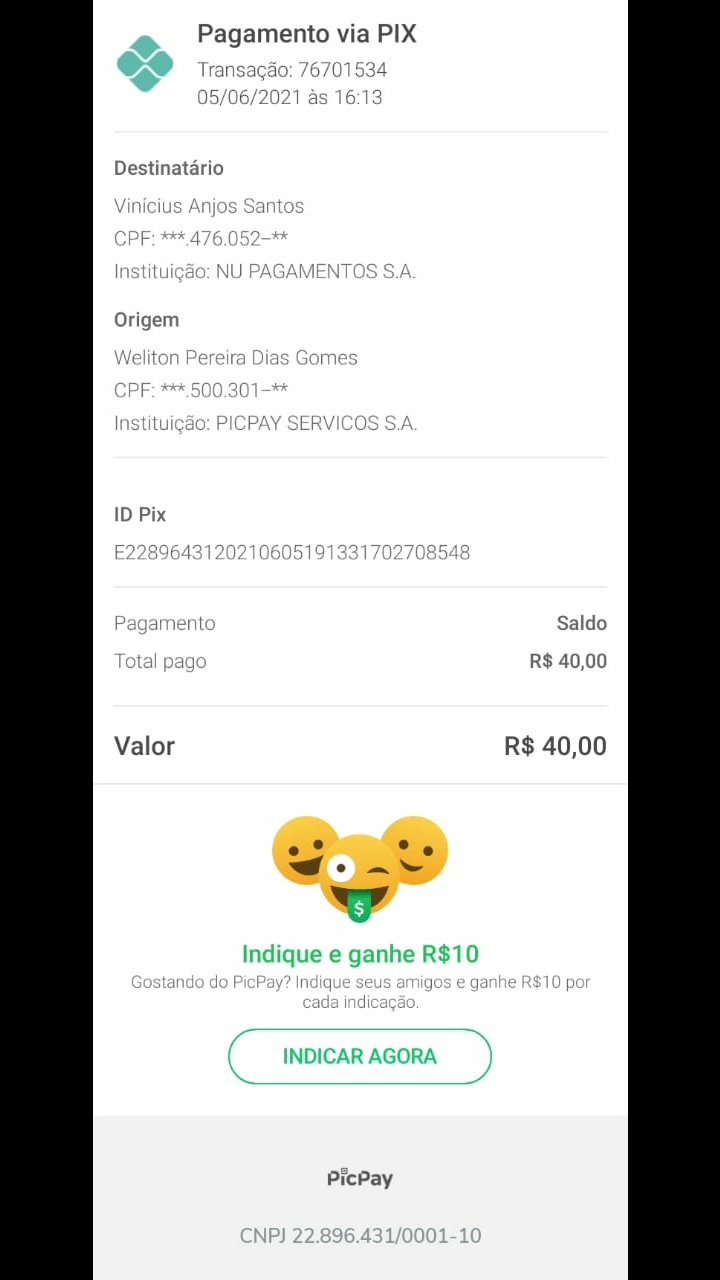 Pagamento via PIX
Transação: 76701534
05/06/2021 às 16:13
Destinatário
Vinícius Anjos Santos
CPF: ***.476.052–**
Instituição: NU PAGAMENTOS S.A.
Origem
Weliton Pereira Dias Gomes
CPF: ***.500.301–**
Instituição: PICPAY SERVICOS S.A.
ID Pix
E22896431202106051913317027085​48
Pagamento Saldo
Total pago R$ 40,00
Valor R$ 40,00
$
Indique e ganhe R$10
Gostando do PicPay? Indique seus amigos e ganhe R$10 por
cada indicação.
INDICAR AGORA
PicPay
CNPJ 22.896.431/0001-10